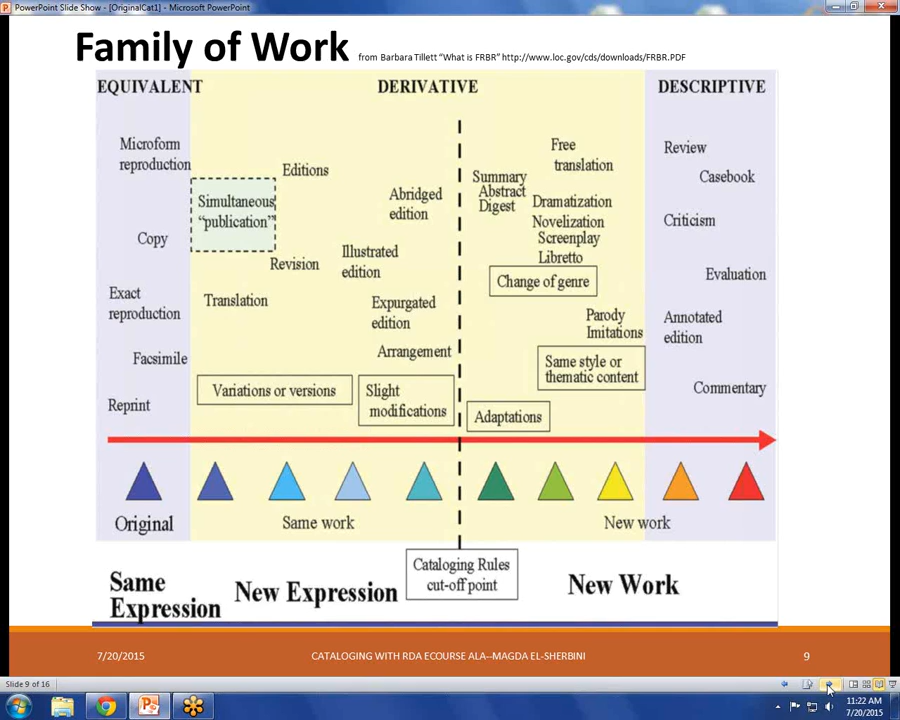 PowerPoint Slide Show - [OriginalCat1] - Microsoft PowerPoint
Family of Work from Barbara Tillett "What is FRBR" http://www.loc.gov/cds/downloads/FRBR.PDF
EQUIVALENT
DERIVATIVE
DESCRIPTIVE
Microform
reproduction
Copy
Exact
reproduction
Facsimile
Reprint
Simultaneous
"publication"
Editions
Revision
Translation
Variations or versions
Abridged
edition
Illustrated
edition
Expurgated
edition
Arrangement
Slight
modifications
Summary
Abstract
Digest
Free
translation
Dramatization
Novelization
Screenplay
Libretto
Change of genre
Parody
Imitations
Same style or
thematic content
Adaptations
Review
Casebook
Criticism
Evaluation
Annotated
edition
Commentary
Original
Same work
New work
Same
Expression
New Expression
Cataloging Rules
cut-off point
New Work
7/20/2015
CATALOGING WITH RDA ECOURSE ALA--MAGDA EL-SHERBINI
9
Slide 9 of 16
11:22 AM
7/20/2015